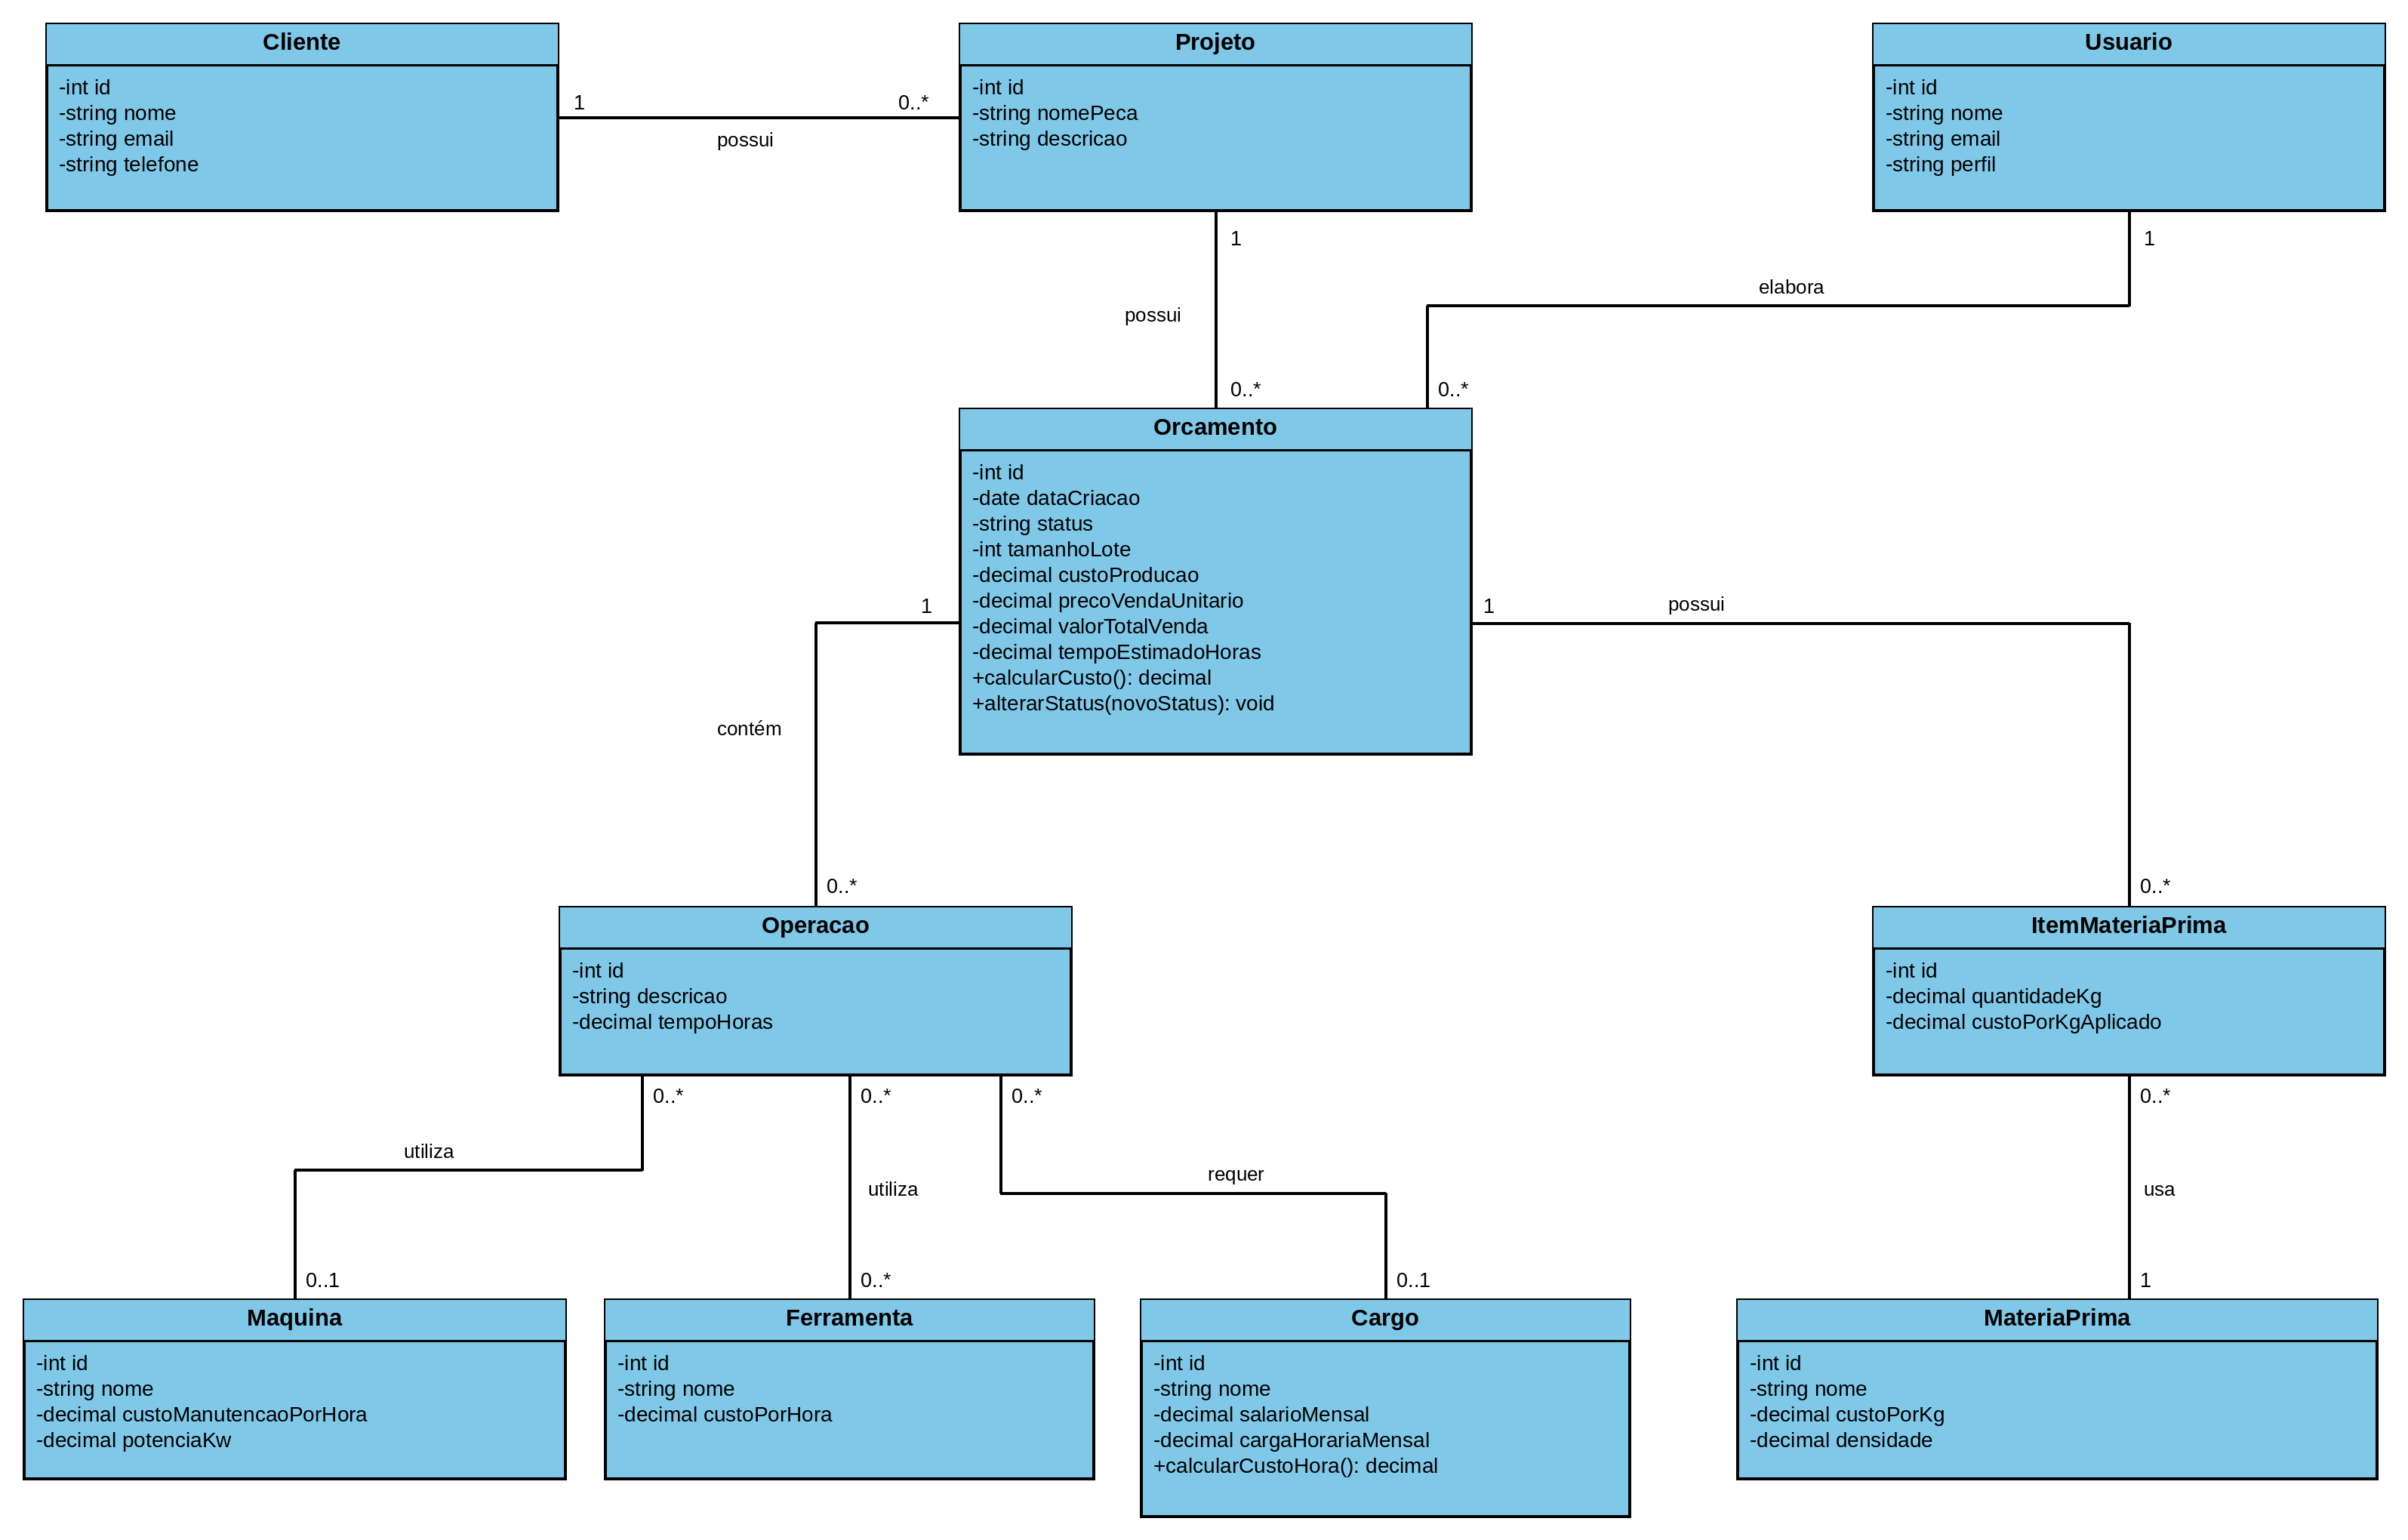 Cliente
-int id
-string nome
-string email
-string telefone
1
0..*
possui
Projeto
-int id
-string nomePeca
-string descricao
Usuario
-int id
-string nome
-string email
-string perfil
1
possui
0..*
1
elabora
0..*
Orcamento
-int id
-date dataCriacao
-string status
-int tamanhoLote
-decimal custoProducao
-decimal precoVendaUnitario
-decimal valorTotalVenda
-decimal tempoEstimadoHoras
+calcularCusto(): decimal
+alterarStatus(novoStatus): void
1
contém
0..*
1
possui
0..*
Operacao
-int id
-string descricao
-decimal tempoHoras
ItemMateriaPrima
-int id
-decimal quantidadeKg
-decimal custoPorKgAplicado
0..*
utiliza
0..1
0..*
utiliza
0..*
0..*
requer
0..1
0..*
usa
1
Maquina
-int id
-string nome
-decimal custoManutencaoPorHora
-decimal potenciaKw
Ferramenta
-int id
-string nome
-decimal custoPorHora
Cargo
-int id
-string nome
-decimal salarioMensal
-decimal cargaHorariaMensal
+calcularCustoHora(): decimal
MateriaPrima
-int id
-string nome
-decimal custoPorKg
-decimal densidade